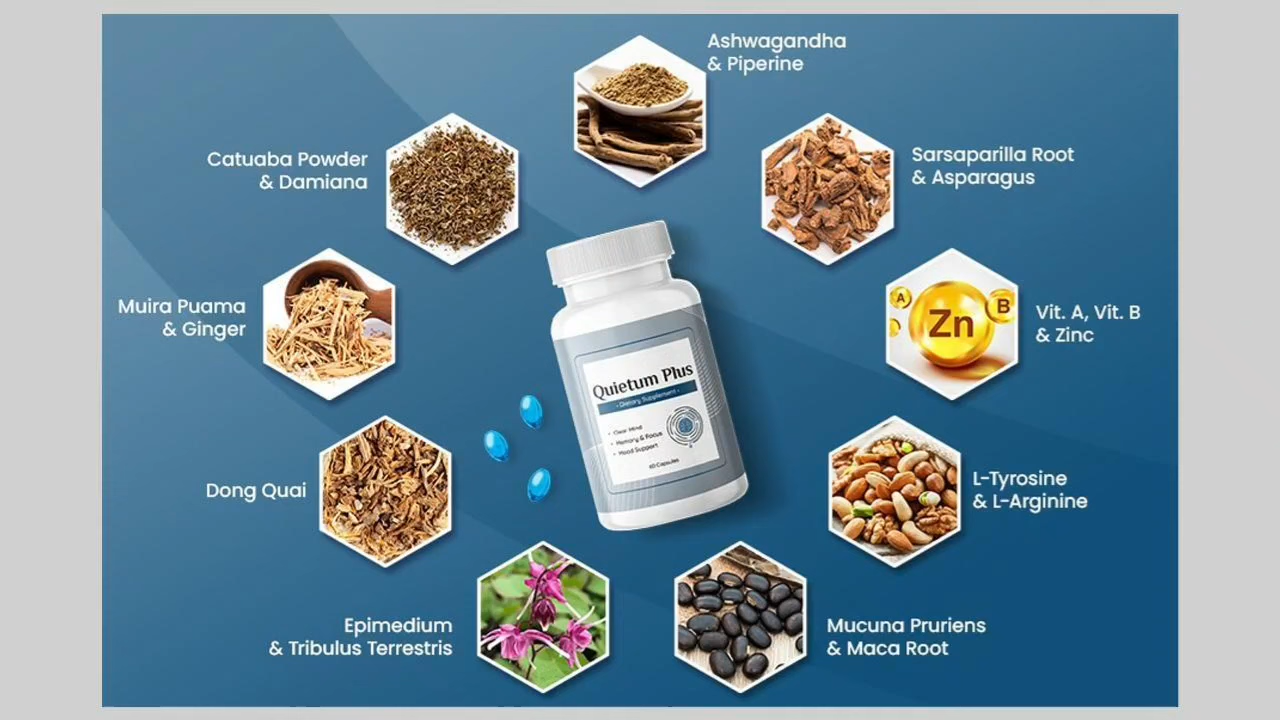 Ashwagandha
& Piperine
Catuaba Powder
& Damiana
Sarsaparilla Root
& Asparagus
Muira Puama
& Ginger
A
B
Zn
Vit. A, Vit. B
& Zinc
Quietum Plus
- Dietary Supplement -
• Clear Mind
• Memory & Focus
• Mood Support
60 Capsules
Dong Quai
L-Tyrosine
& L-Arginine
Epimedium
& Tribulus Terrestris
Mucuna Pruriens
& Maca Root